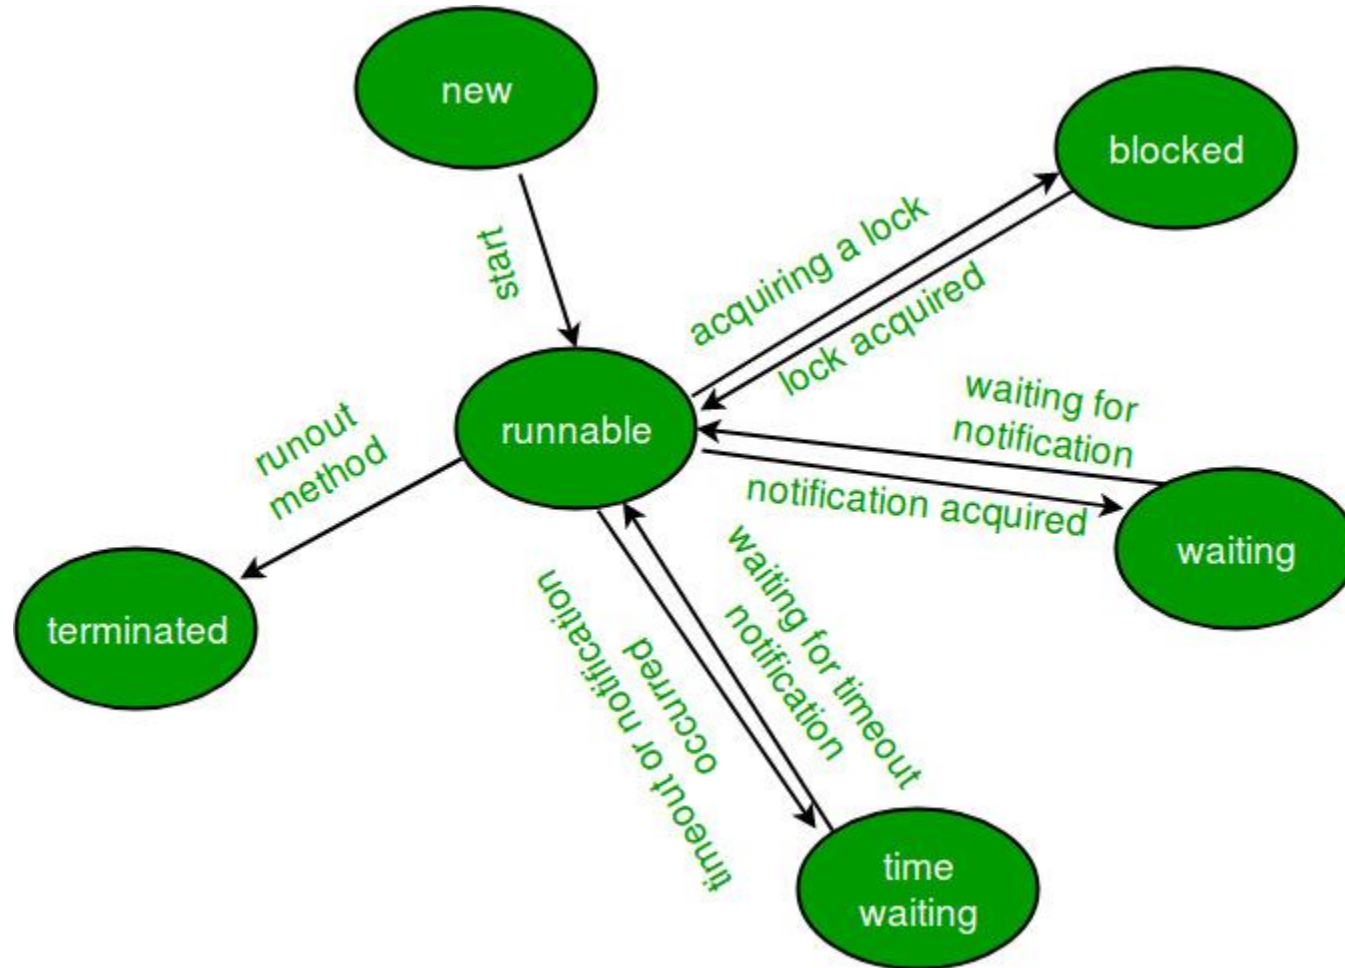 new
blocked
start
acquiring a lock
lock acquired
waiting for
notification
runnable
runout
method
notification acquired
waiting
waiting for timeout
notification
timeout or notification
occurred
terminated
time
waiting